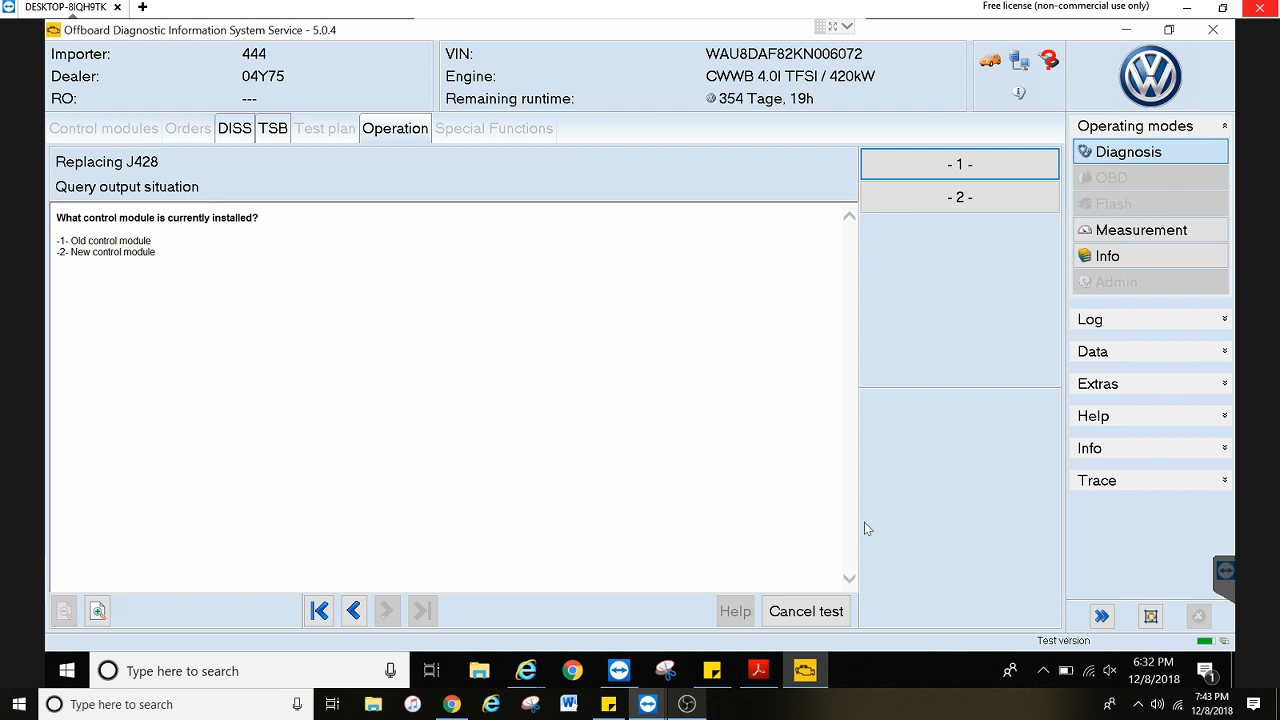 DESKTOP-8IQH9TK
Free license (non-commercial use only)
Offboard Diagnostic Information System Service - 5.0.4
Importer: 444
Dealer: 04Y75
RO: ---
VIN: WAU8DAF82KN006072
Engine: CWWB 4.0l TFSI / 420kW
Remaining runtime: 354 Tage, 19h
Control modules Orders DISS TSB Test plan Operation Special Functions
Replacing J428
Query output situation
What control module is currently installed?
-1- Old control module
-2- New control module
- 1 -
- 2 -
Operating modes
Diagnosis
OBD
Flash
Measurement
Info
Admin
Log
Data
Extras
Help
Info
Trace
Help Cancel test
Test version
Type here to search
6:32 PM
12/8/2018
1
Type here to search
7:43 PM
12/8/2018